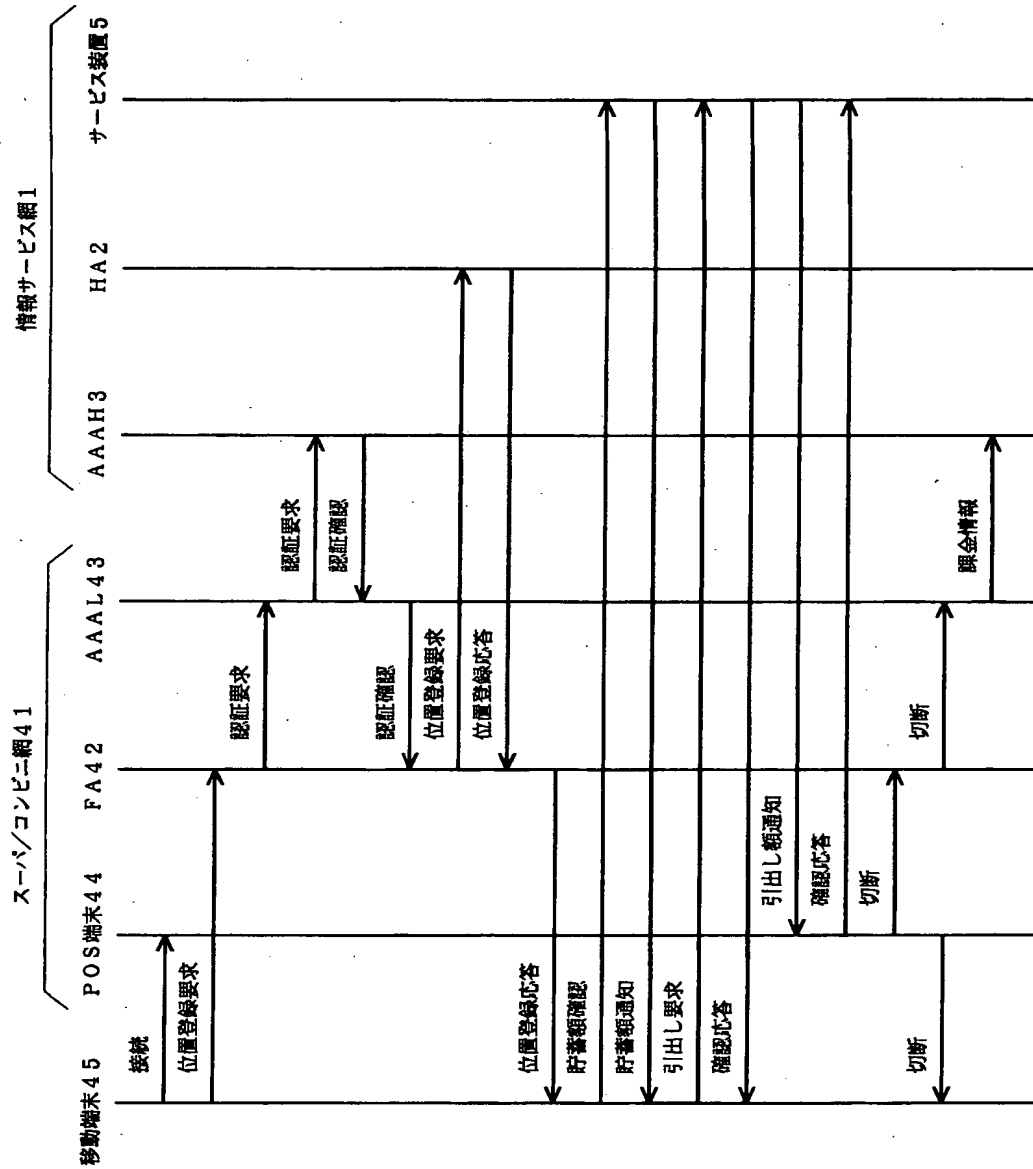 スーパ/コンビニ網41
情報サービス網1
移動端末45
POS端末44
FA42
AAAL43
AAAH3
HA2
サービス装置5
接続
位置登録要求
認証要求
認証要求
認証確認
認証確認
位置登録要求
位置登録応答
位置登録応答
貯蓄額確認
貯蓄額通知
引出し要求
確認応答
引出し額通知
確認応答
切断
切断
切断
課金情報